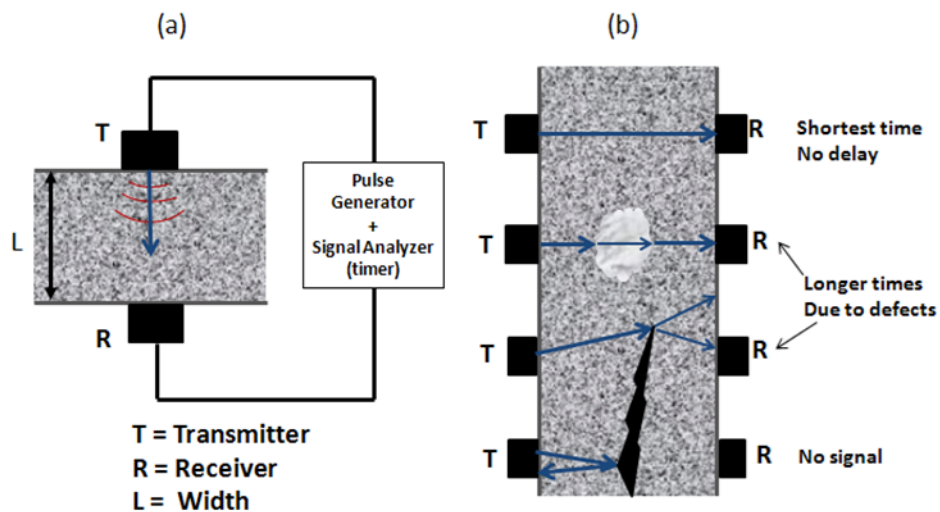 (a)
T
L
R
Pulse
Generator
+
Signal Analyzer
(timer)
T = Transmitter
R = Receiver
L = Width
(b)
T
R
Shortest time
No delay
T
R
Longer times
Due to defects
T
R
T
R
No signal